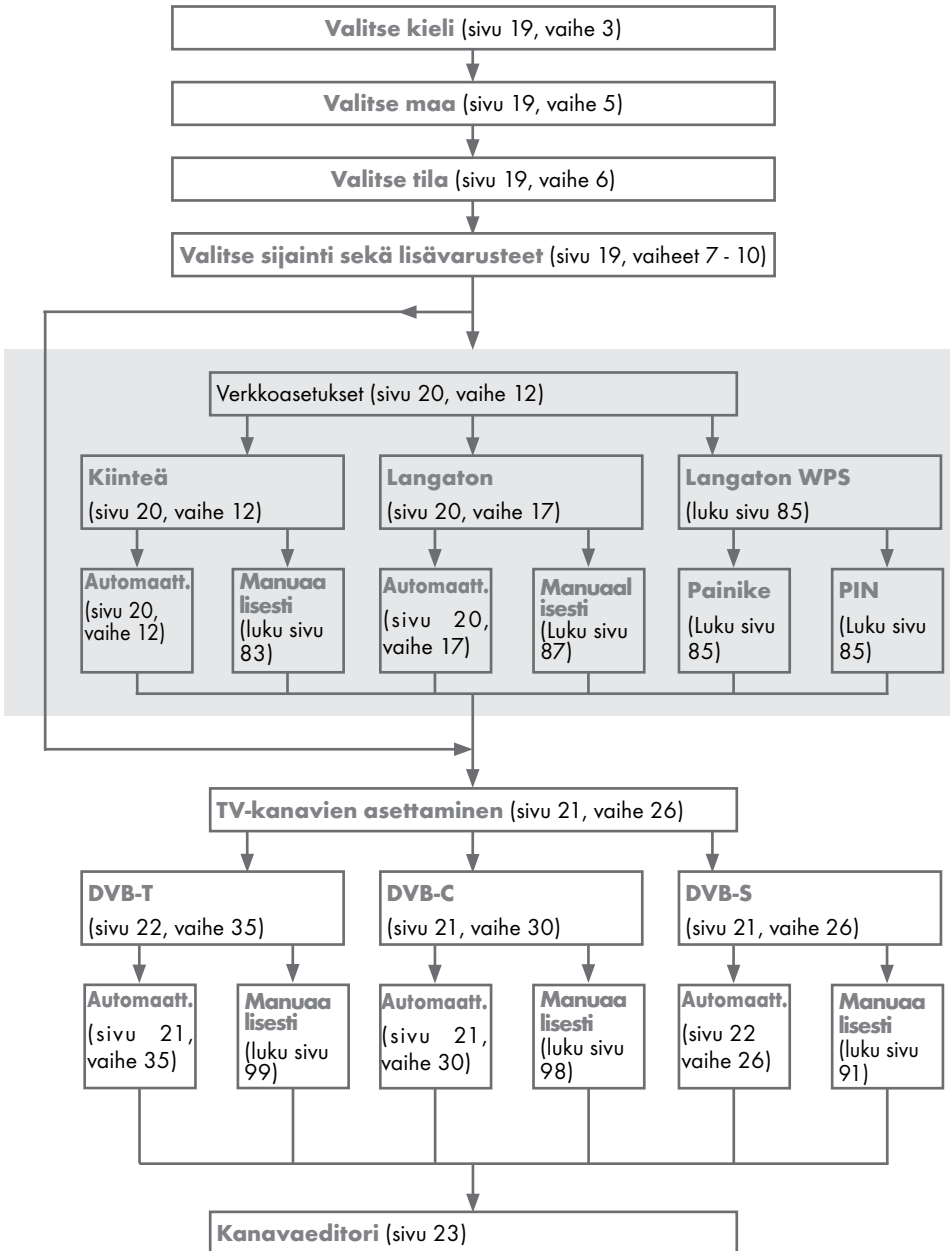 Valitse kieli (sivu 19, vaihe 3)
Valitse maa (sivu 19, vaihe 5)
Valitse tila (sivu 19, vaihe 6)
Valitse sijainti sekä lisävarusteet (sivu 19, vaiheet 7 - 10)
Verkkoasetukset (sivu 20, vaihe 12)
Kiinteä
(sivu 20, vaihe 12)
Langaton
(sivu 20, vaihe 17)
Langaton WPS
(luku sivu 85)
Automaatt.
(sivu 20,
vaihe 12)
Manuaa
lisesti
(luku sivu
83)
Automaatt.
(sivu 20,
vaihe 17)
Manuaal
isesti
(Luku sivu
87)
Painike
(Luku sivu
85)
PIN
(Luku sivu
85)
TV-kanavien asettaminen (sivu 21, vaihe 26)
DVB-T
(sivu 22, vaihe 35)
DVB-C
(sivu 21, vaihe 30)
DVB-S
(sivu 21, vaihe 26)
Automaatt.
(sivu 21,
vaihe 35)
Manuaa
lisesti
(luku sivu
99)
Automaatt.
(sivu 21,
vaihe 30)
Manuaa
lisesti
(luku sivu
98)
Automaatt.
(sivu 22
vaihe 26)
Manuaa
lisesti
(luku sivu
91)
Kanavaeditori (sivu 23)